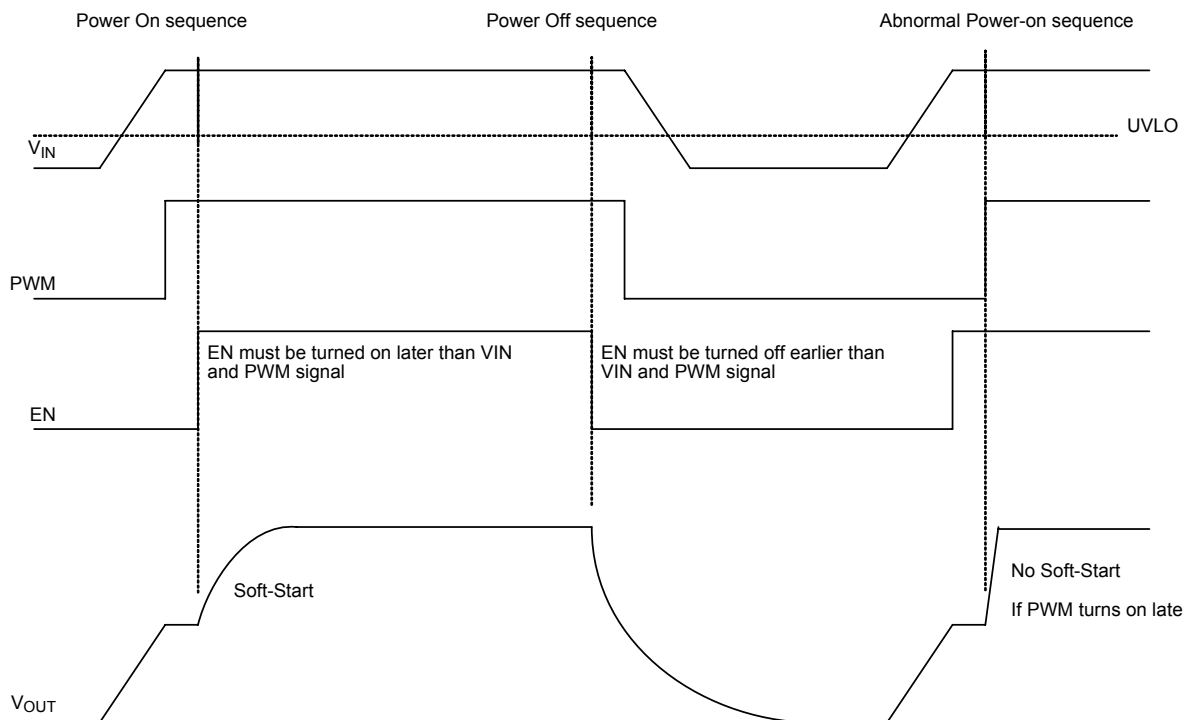 Power On sequence
Power Off sequence
Abnormal Power-on sequence
UVLO
VIN
PWM
EN must be turned on later than VIN
and PWM signal
EN must be turned off earlier than
VIN and PWM signal
EN
Soft-Start
No Soft-Start
If PWM turns on late
VOUT